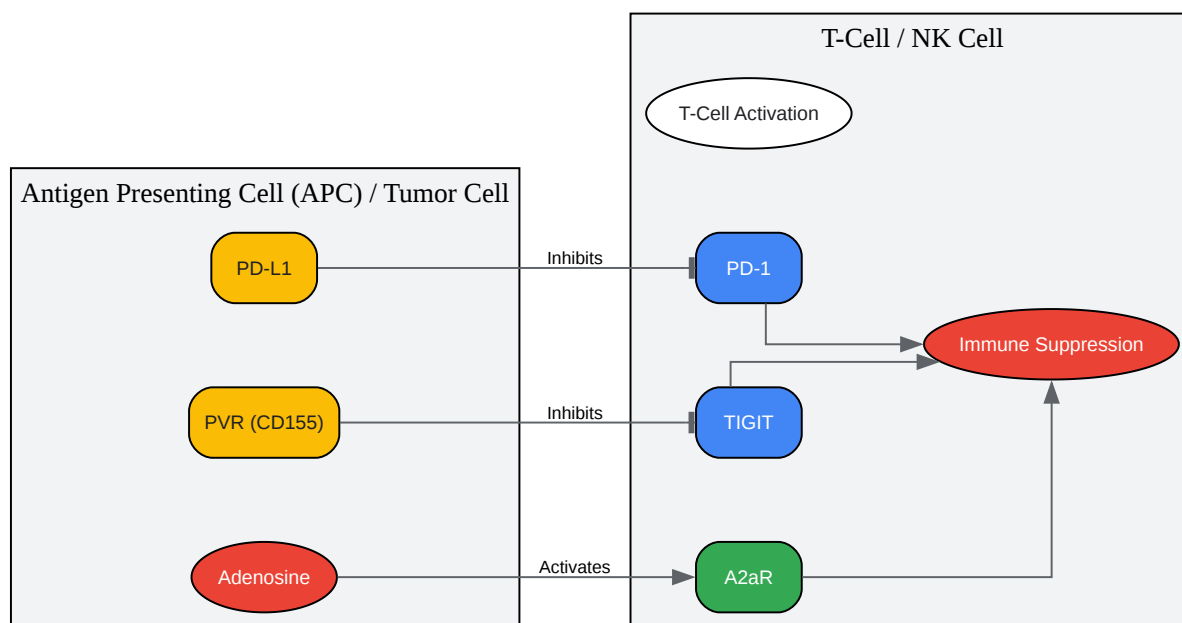 T-Cell / NK Cell
T-Cell Activation
Antigen Presenting Cell (APC) / Tumor Cell
PD-L1
Inhibits
PD-1
Immune Suppression
PVR (CD155)
Inhibits
TIGIT
Adenosine
Activates
A2aR